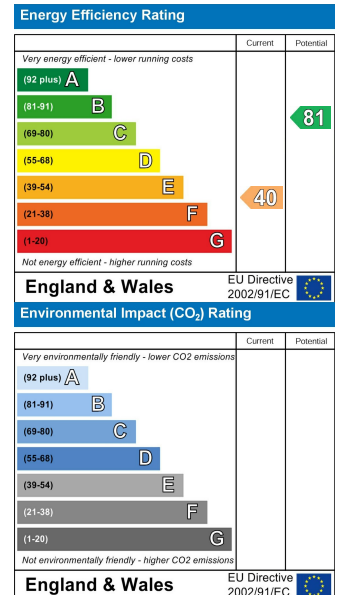 Energy Efficiency Rating
Current Potential
Very energy efficient - lower running costs
(92 plus) A
(81-91) B
81
(69-80) C
(55-68) D
(39-54) E
40
(21-38) F
(1-20) G
Not energy efficient - higher running costs
England & Wales
EU Directive
2002/91/EC
Environmental Impact (CO₂) Rating
Current Potential
Very environmentally friendly - lower CO2 emissions
(92 plus) A
(81-91) B
(69-80) C
(55-68) D
(39-54) E
(21-38) F
(1-20) G
Not environmentally friendly - higher CO2 emissions
England & Wales
EU Directive
2002/91/EC